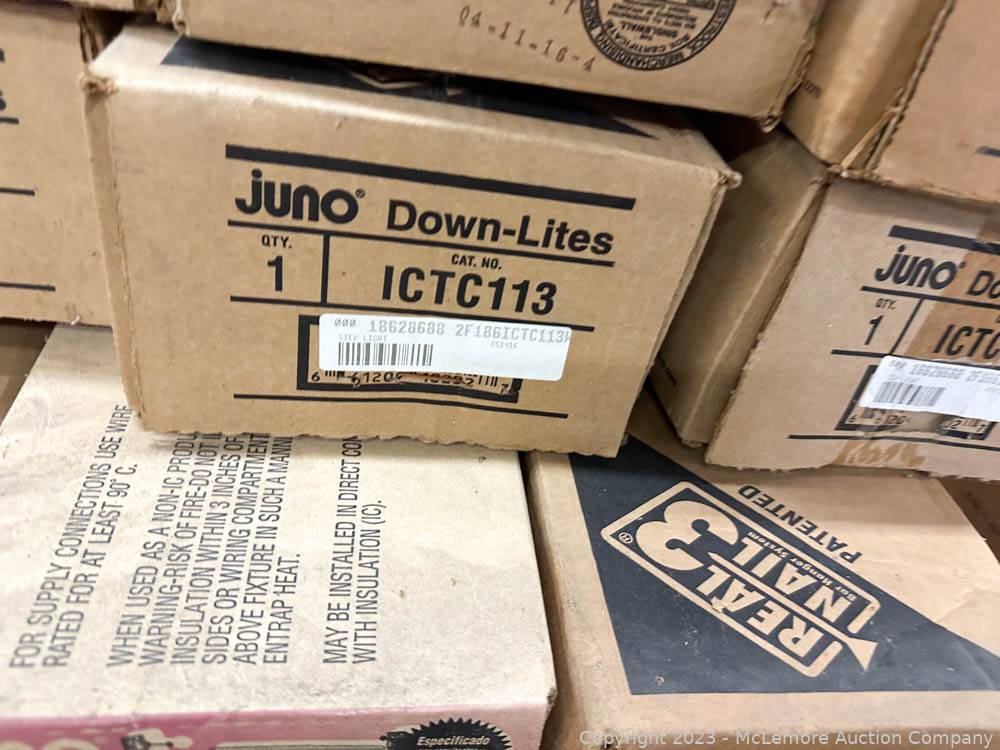 04-11-16-4
juno® Down-Lites
QTY.
1
CAT. NO.
ICTC113
000 18628688 2F186ICTC113
STEP LIGHT
juno
QTY.
1
ICTC
18628688
FOR SUPPLY CONNECTIONS USE WIRE
RATED FOR AT LEAST 90° C.
WHEN USED AS A NON-IC
WARNING-RISK OF FIRE-DO NOT
INSULATION WITHIN 3 INCHES OF
SIDES OR WIRING COMPARTMENT
ABOVE FIXTURE IN SUCH A
ENTRAP HEAT.
MAY BE INSTALLED IN DIRECT
WITH INSULATION (IC).
REAL 3
NAIL 3®
Bar Hanger System
PATENTED
Especificado
Copyright 2023 - McLemore Auction Company